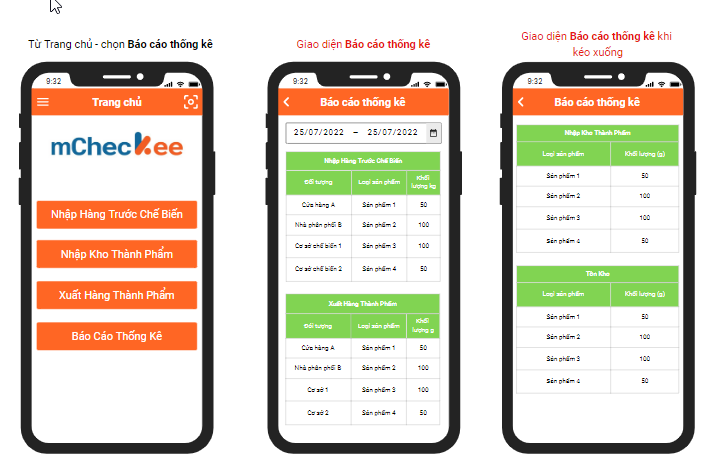 Từ Trang chủ - chọn Báo cáo thống kê
9:32
Trang chủ
mCheckee
Nhập Hàng Trước Chế Biến
Nhập Kho Thành Phẩm
Xuất Hàng Thành Phẩm
Báo Cáo Thống Kê
Giao diện Báo cáo thống kê
9:32
Báo cáo thống kê
25/07/2022 – 25/07/2022
Nhập Hàng Trước Chế Biến
Đối tượng Loại sản phẩm Khối
lượng kg
Cửa hàng A Sản phẩm 1 50
Nhà phân phối B Sản phẩm 2 100
Cơ sở chế biến 1 Sản phẩm 3 100
Cơ sở chế biến 2 Sản phẩm 4 50
Xuất Hàng Thành Phẩm
Đối tượng Loại sản phẩm Khối
lượng g
Cửa hàng A Sản phẩm 1 50
Nhà phân phối B Sản phẩm 2 100
Cơ sở 1 Sản phẩm 3 100
Cơ sở 2 Sản phẩm 4 50
Giao diện Báo cáo thống kê khi
kéo xuống
9:32
Báo cáo thống kê
Nhập Kho Thành Phẩm
Loại sản phẩm Khối lượng (g)
Sản phẩm 1 50
Sản phẩm 2 100
Sản phẩm 3 100
Sản phẩm 4 50
Tồn Kho
Loại sản phẩm Khối lượng (g)
Sản phẩm 1 50
Sản phẩm 2 100
Sản phẩm 3 100
Sản phẩm 4 50